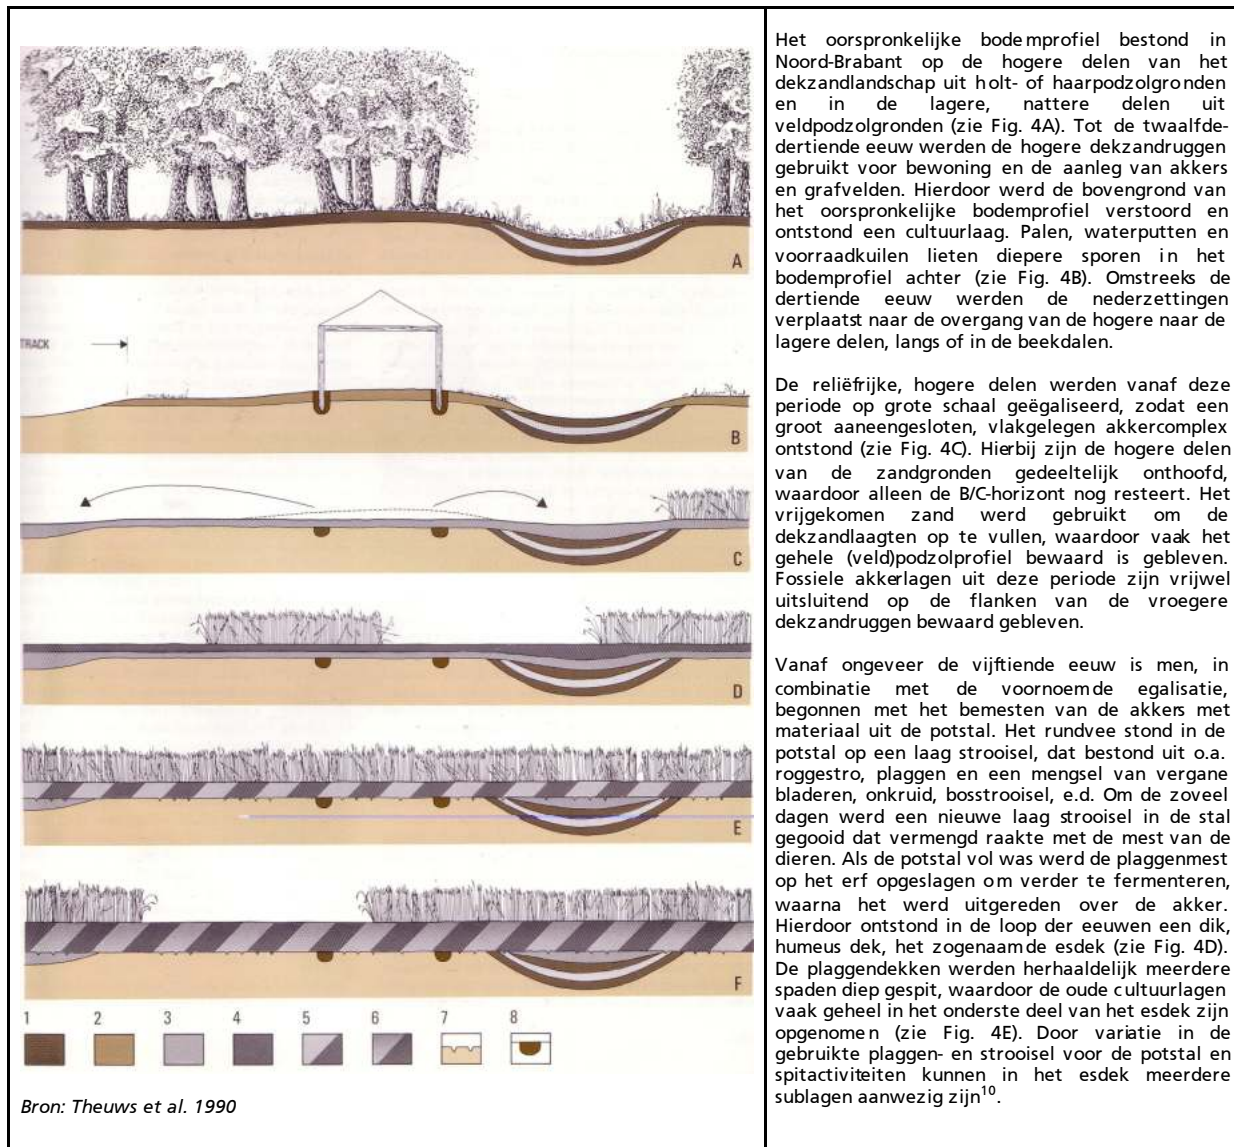 A
TRACK
B
C
D
E
F
1 2 3 4 5 6 7 8
Bron: Theuws et al. 1990
Het oorspronkelijke bodemprofiel bestond in
Noord-Brabant op de hogere delen van het
dekzandlandschap uit holt- of haarpodzolgronden
en in de lagere, nattere delen uit
veldpodzolgronden (zie Fig. 4A). Tot de twaalfde-
dertiende eeuw werden de hogere dekzandruggen
gebruikt voor bewoning en de aanleg van akkers
en grafvelden. Hierdoor werd de bovengrond van
het oorspronkelijke bodemprofiel verstoord en
ontstond een cultuurlaag. Palen, waterputten en
voorraadkuilen lieten diepere sporen in het
bodemprofiel achter (zie Fig. 4B). Omstreeks de
dertiende eeuw werden de nederzettingen
verplaatst naar de overgang van de hogere naar de
lagere delen, langs of in de beekdalen.
De reliëfrijke, hogere delen werden vanaf deze
periode op grote schaal geëgaliseerd, zodat een
groot aaneengesloten, vlakgelegen akkercomplex
ontstond (zie Fig. 4C). Hierbij zijn de hogere delen
van de zandgronden gedeeltelijk onthoofd,
waardoor alleen de B/C-horizont nog resteert. Het
vrijgekomen zand werd gebruikt om de
dekzandlaagten op te vullen, waardoor vaak het
gehele (veld)podzolprofiel bewaard is gebleven.
Fossiele akkerlagen uit deze periode zijn vrijwel
uitsluitend op de flanken van de vroegere
dekzandruggen bewaard gebleven.
Vanaf ongeveer de vijftiende eeuw is men, in
combinatie met de voornoemde egalisatie,
begonnen met het bemesten van de akkers met
materiaal uit de potstal. Het rundvee stond in de
potstal op een laag strooisel, dat bestond uit o.a.
roggestro, plaggen en een mengsel van vergane
bladeren, onkruid, bosstrooisel, e.d. Om de zoveel
dagen werd een nieuwe laag strooisel in de stal
gegooid dat vermengd raakte met de mest van de
dieren. Als de potstal vol was werd de plaggenmest
op het erf opgeslagen om verder te fermenteren,
waarna het werd uitgereden over de akker.
Hierdoor ontstond in de loop der eeuwen een dik,
humeus dek, het zogenaamde esdek (zie Fig. 4D).
De plaggendekken werden herhaaldelijk meerdere
spaden diep gespit, waardoor de oude cultuurlagen
vaak geheel in het onderste deel van het esdek zijn
opgenomen (zie Fig. 4E). Door variatie in de
gebruikte plaggen- en strooisel voor de potstal en
spitactiviteiten kunnen in het esdek meerdere
sublagen aanwezig zijn¹⁰.